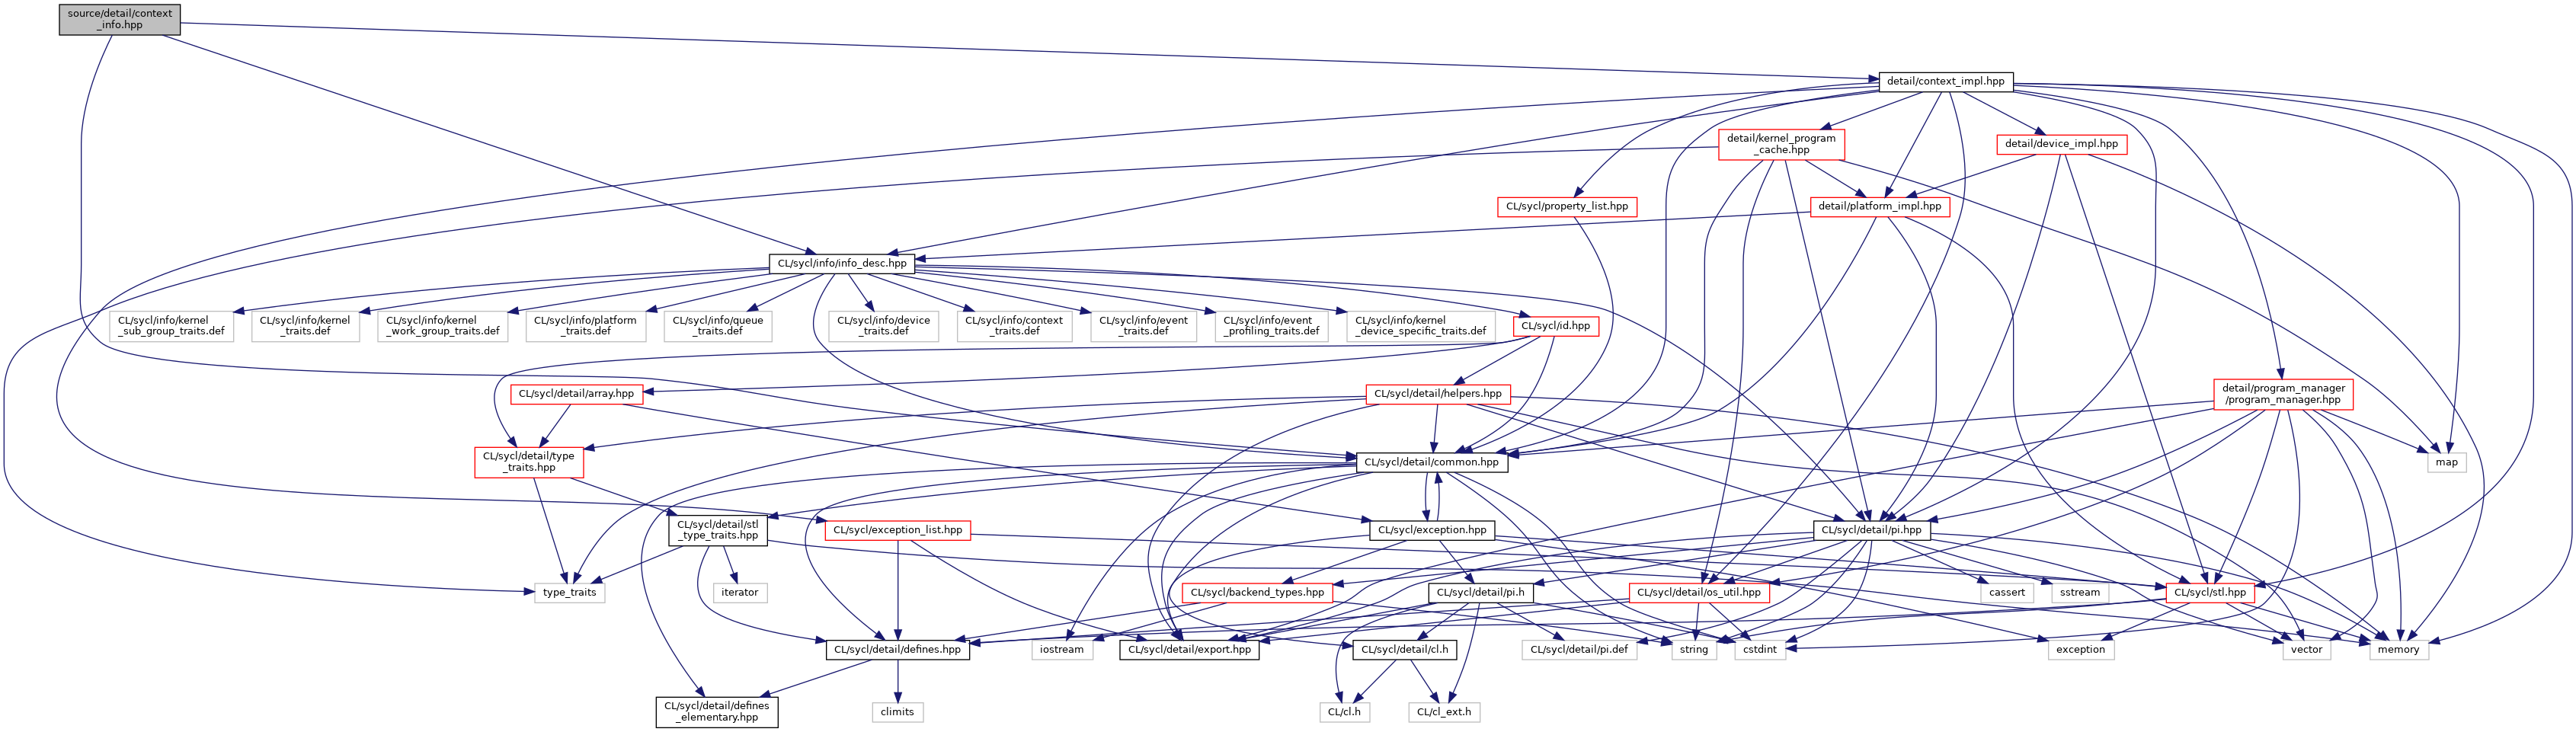 source/detail/context
_info.hpp
detail/context_impl.hpp
detail/kernel_program
_cache.hpp
detail/device_impl.hpp
CL/sycl/property_list.hpp
detail/platform_impl.hpp
CL/sycl/info/info_desc.hpp
CL/sycl/info/kernel
_sub_group_traits.def
CL/sycl/info/kernel
_traits.def
CL/sycl/info/kernel
_work_group_traits.def
CL/sycl/info/platform
_traits.def
CL/sycl/info/queue
_traits.def
CL/sycl/info/device
_traits.def
CL/sycl/info/context
_traits.def
CL/sycl/info/event
_traits.def
CL/sycl/info/event
_profiling_traits.def
CL/sycl/info/kernel
_device_specific_traits.def
CL/sycl/id.hpp
CL/sycl/detail/array.hpp
CL/sycl/detail/helpers.hpp
detail/program_manager
/program_manager.hpp
CL/sycl/detail/type
_traits.hpp
CL/sycl/detail/common.hpp
map
CL/sycl/detail/stl
_type_traits.hpp
CL/sycl/exception_list.hpp
CL/sycl/exception.hpp
CL/sycl/detail/pi.hpp
type_traits
iterator
CL/sycl/backend_types.hpp
CL/sycl/detail/pi.h
CL/sycl/detail/os_util.hpp
cassert
sstream
CL/sycl/stl.hpp
CL/sycl/detail/defines.hpp
iostream
CL/sycl/detail/export.hpp
CL/sycl/detail/cl.h
CL/sycl/detail/pi.def
string
cstdint
exception
vector
memory
CL/sycl/detail/defines
_elementary.hpp
climits
CL/cl.h
CL/cl_ext.h